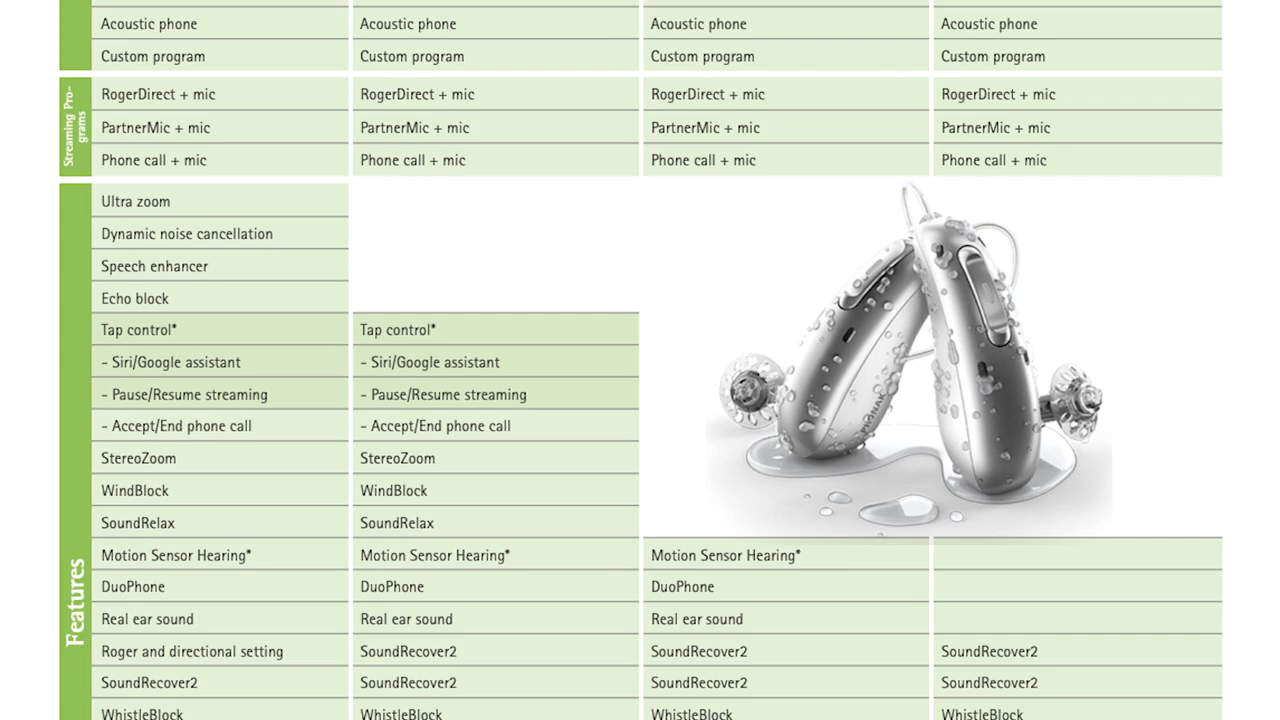 Acoustic phone Acoustic phone Acoustic phone Acoustic phone
Custom program Custom program Custom program Custom program
Streaming Pro-
grams
RogerDirect + mic RogerDirect + mic RogerDirect + mic RogerDirect + mic
PartnerMic + mic PartnerMic + mic PartnerMic + mic PartnerMic + mic
Phone call + mic Phone call + mic Phone call + mic Phone call + mic
Features
Ultra zoom
Dynamic noise cancellation
Speech enhancer
Echo block
Tap control* Tap control*
- Siri/Google assistant - Siri/Google assistant
- Pause/Resume streaming - Pause/Resume streaming
- Accept/End phone call - Accept/End phone call
StereoZoom StereoZoom
WindBlock WindBlock
SoundRelax SoundRelax
PHONAK
Motion Sensor Hearing* Motion Sensor Hearing* Motion Sensor Hearing*
DuoPhone DuoPhone DuoPhone
Real ear sound Real ear sound Real ear sound
Roger and directional setting SoundRecover2 SoundRecover2 SoundRecover2
SoundRecover2 SoundRecover2 SoundRecover2 SoundRecover2
WhistleBlock WhistleBlock WhistleBlock WhistleBlock